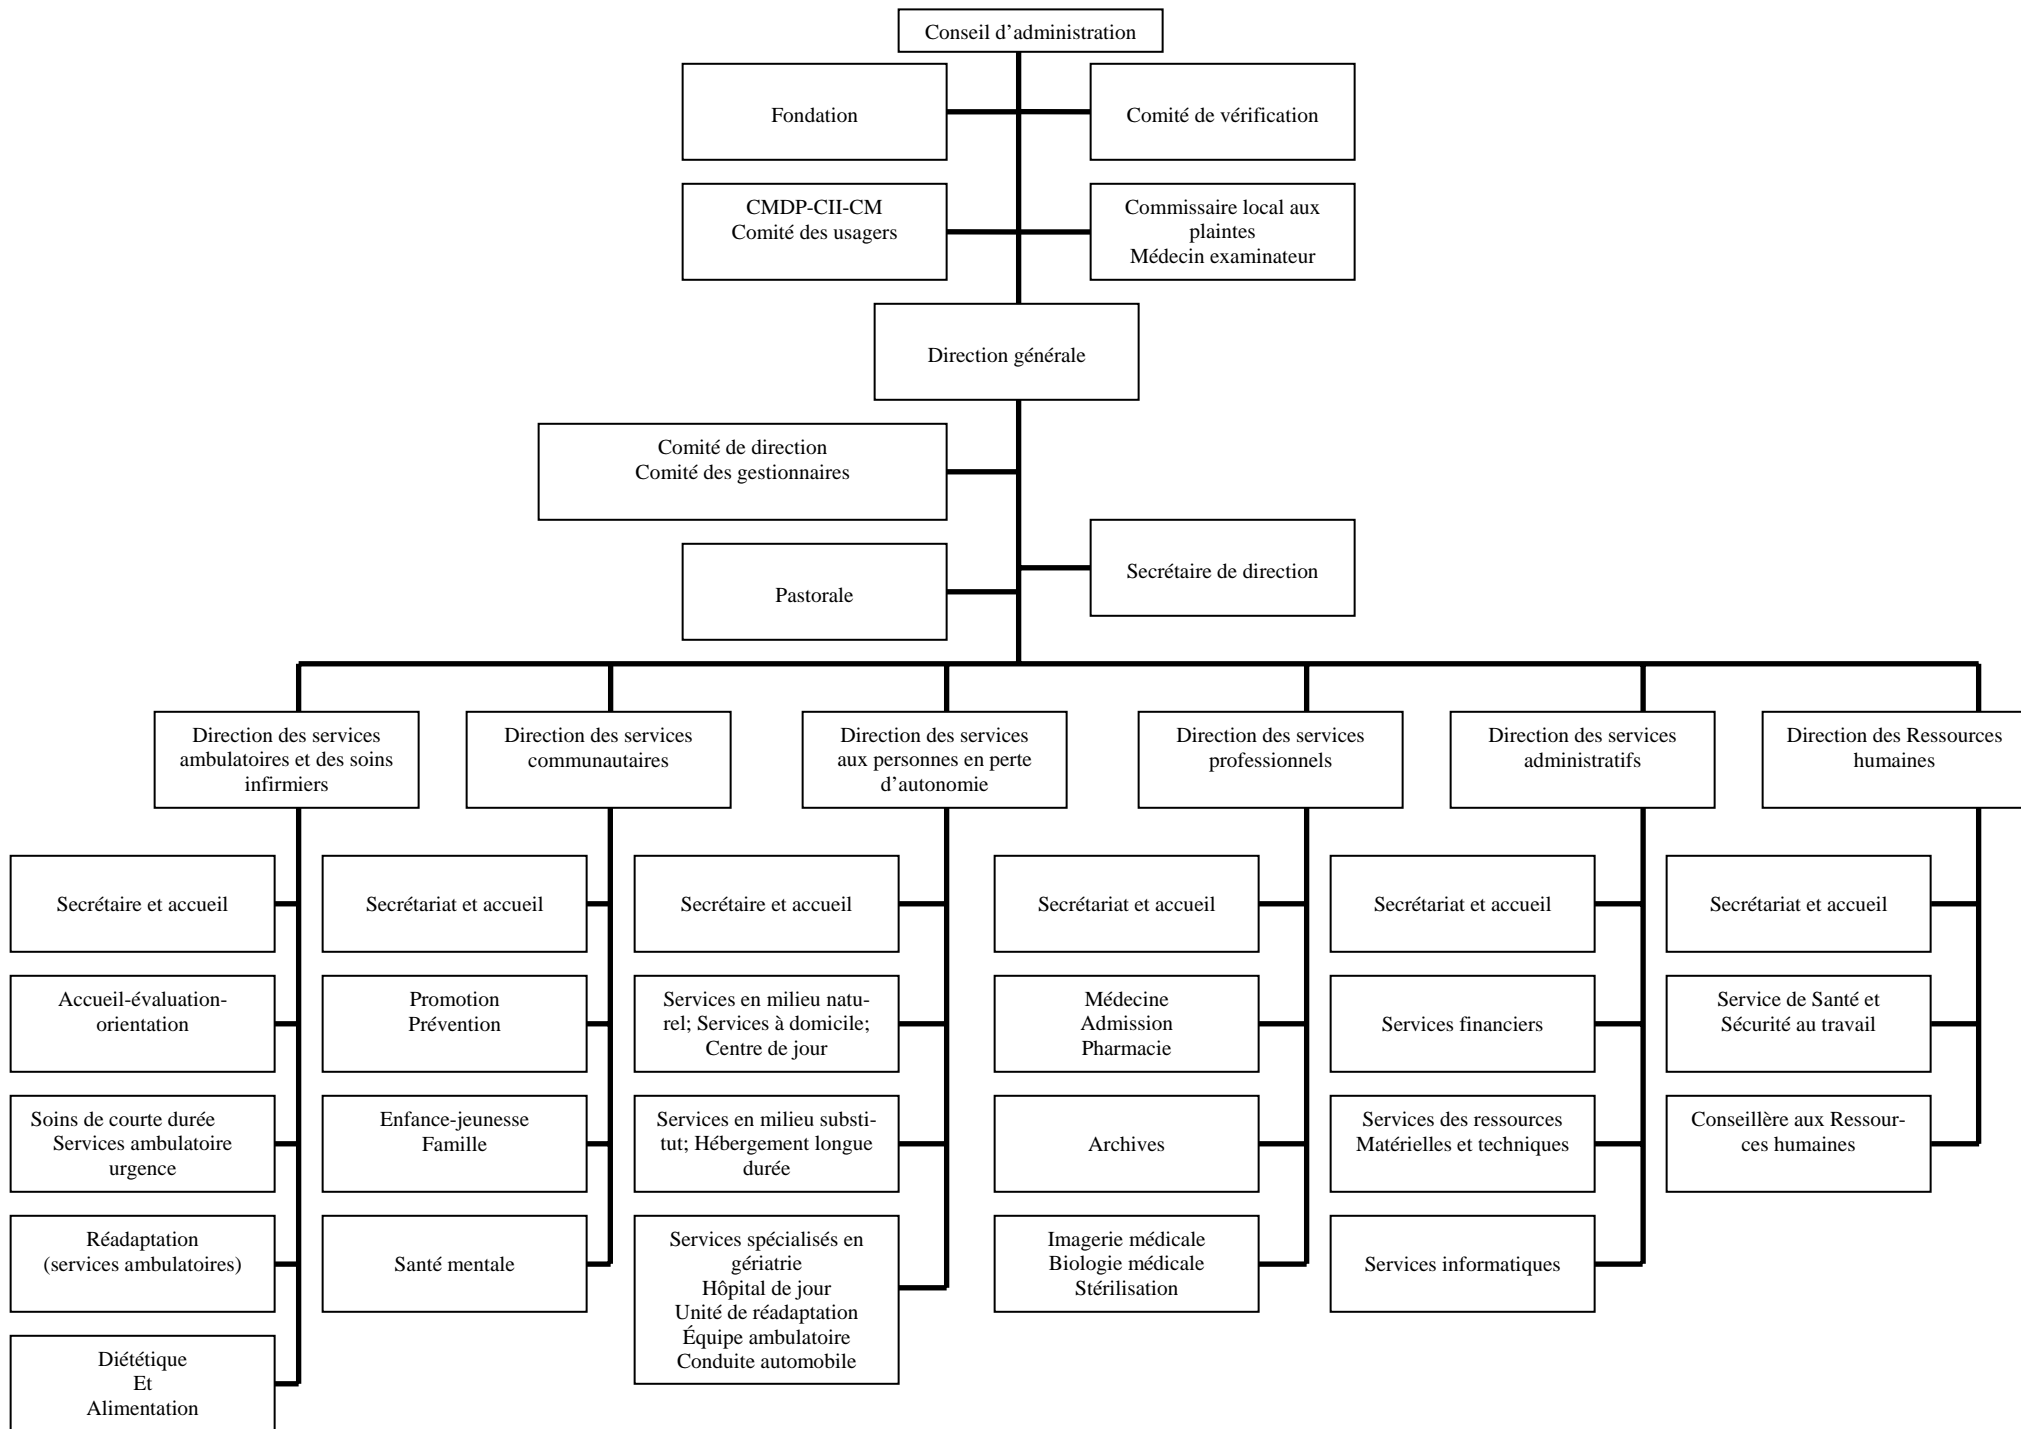 Conseil d’administration
Fondation
Comité de vérification
CMDP-CII-CM
Comité des usagers
Commissaire local aux
plaintes
Médecin examinateur
Direction générale
Comité de direction
Comité des gestionnaires
Secrétaire de direction
Pastorale
Direction des services
ambulatoires et des soins
infirmiers
Direction des services
communautaires
Direction des services
aux personnes en perte
d’autonomie
Direction des services
professionnels
Direction des services
administratifs
Direction des Ressources
humaines
Secrétaire et accueil
Secrétariat et accueil
Secrétaire et accueil
Secrétariat et accueil
Secrétariat et accueil
Secrétariat et accueil
Accueil-évaluation-
orientation
Promotion
Prévention
Services en milieu natu-
rel; Services à domicile;
Centre de jour
Médecine
Admission
Pharmacie
Services financiers
Service de Santé et
Sécurité au travail
Soins de courte durée
Services ambulatoire
urgence
Enfance-jeunesse
Famille
Services en milieu substi-
tut; Hébergement longue
durée
Archives
Services des ressources
Matérielles et techniques
Conseillère aux Ressour-
ces humaines
Réadaptation
(services ambulatoires)
Santé mentale
Services spécialisés en
gériatrie
Hôpital de jour
Unité de réadaptation
Équipe ambulatoire
Conduite automobile
Imagerie médicale
Biologie médicale
Stérilisation
Services informatiques
Diététique
Et
Alimentation